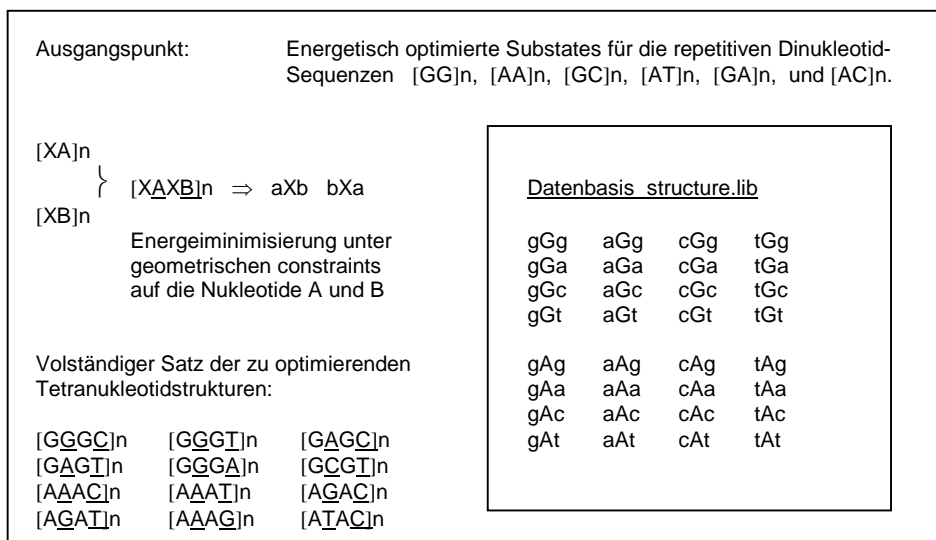 Ausgangspunkt: Energetisch optimierte Substates für die repetitiven Dinukleotid-
Sequenzen [GG]n, [AA]n, [GC]n, [AT]n, [GA]n, und [AC]n.
[XA]n
} [XAXB]n ⇒ aXb bXa
[XB]n
Energeiminimisierung unter
geometrischen constraints
auf die Nukleotide A und B
Volständiger Satz der zu optimierenden
Tetranukleotidstrukturen:
[GGGC]n [GGGT]n [GAGC]n
[GAGT]n [GGGA]n [GCGT]n
[AAAC]n [AAAT]n [AGAC]n
[AGAT]n [AAAG]n [ATAC]n
Datenbasis structure.lib
gGg aGg cGg tGg
gGa aGa cGa tGa
gGc aGc cGc tGc
gGt aGt cGt tGt
gAg aAg cAg tAg
gAa aAa cAa tAa
gAc aAc cAc tAc
gAt aAt cAt tAt